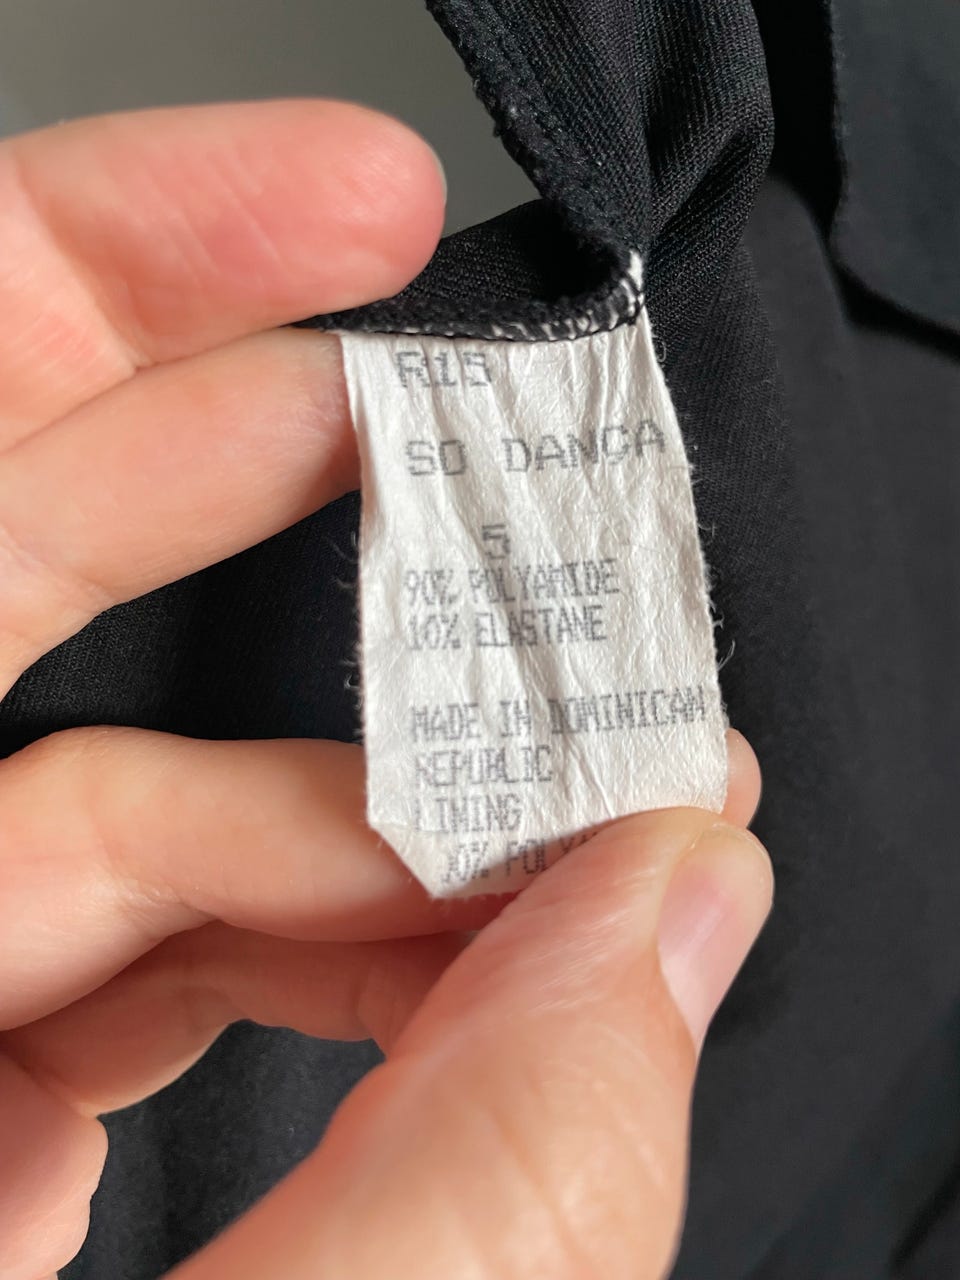 R15
SO DANCA
5
90% POLYAMIDE
10% ELASTANE
MADE IN DOMINICAN
REPUBLIC
LINING